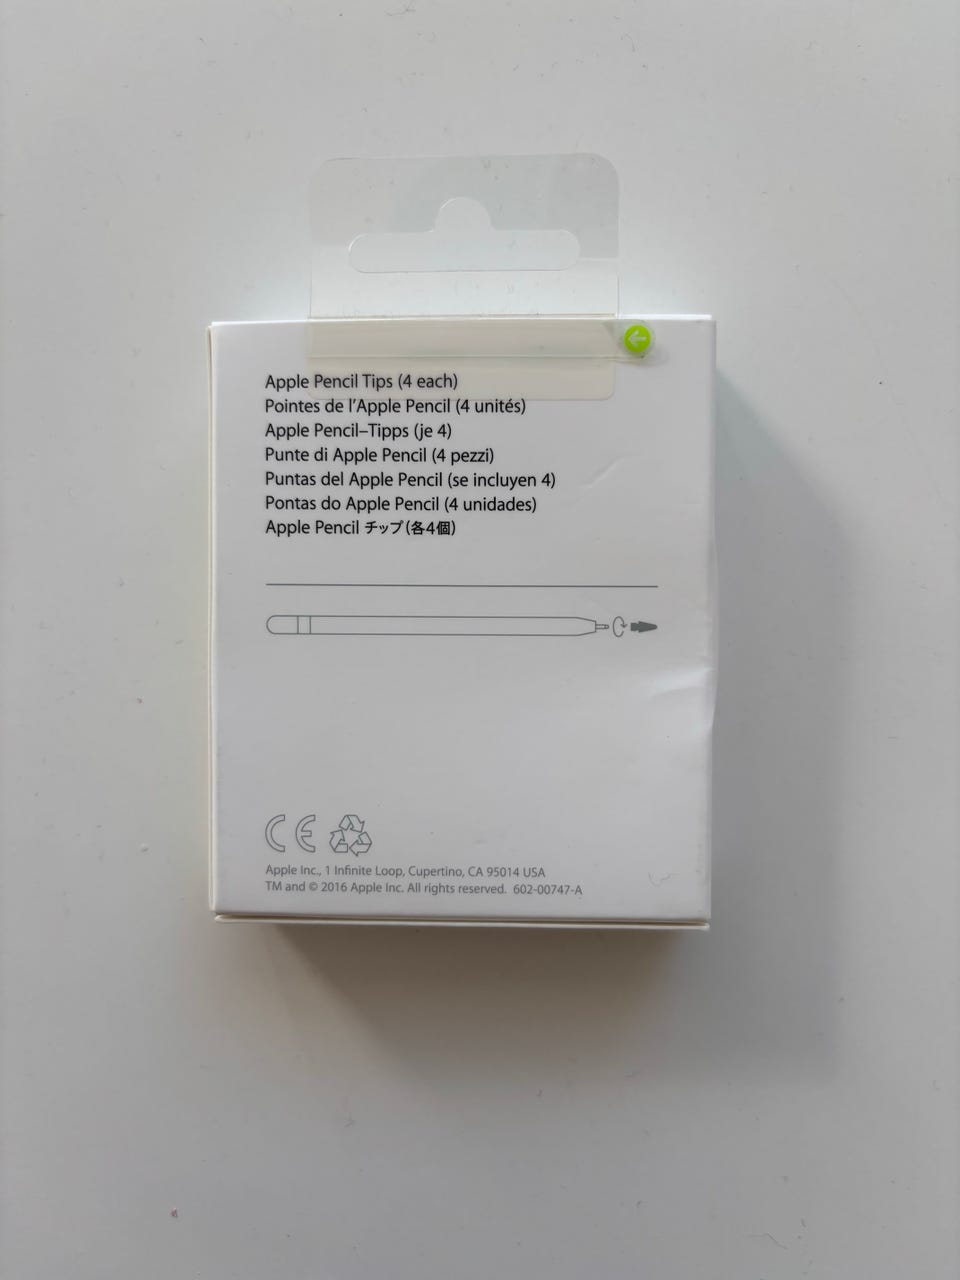 Apple Pencil Tips (4 each)
Pointes de l'Apple Pencil (4 unités)
Apple Pencil–Tipps (je 4)
Punte di Apple Pencil (4 pezzi)
Puntas del Apple Pencil (se incluyen 4)
Pontas do Apple Pencil (4 unidades)
Apple Pencil チップ(各4個)
CE
Apple Inc., 1 Infinite Loop, Cupertino, CA 95014 USA
TM and © 2016 Apple Inc. All rights reserved. 602-00747-A